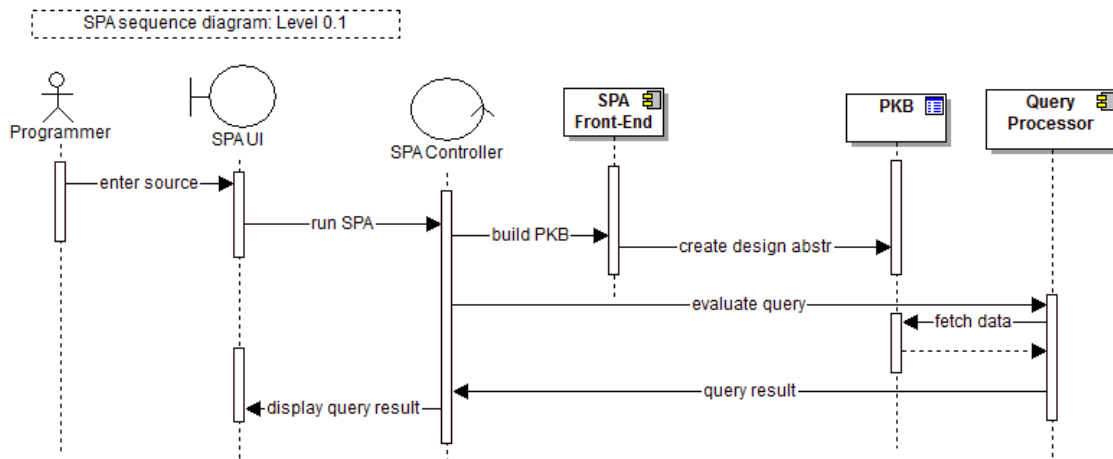 SPA sequence diagram: Level 0.1
Programmer
SPA UI
SPA Controller
SPA
Front-End
PKB
Query
Processor
enter source
run SPA
build PKB
create design abstr
evaluate query
fetch data
query result
display query result